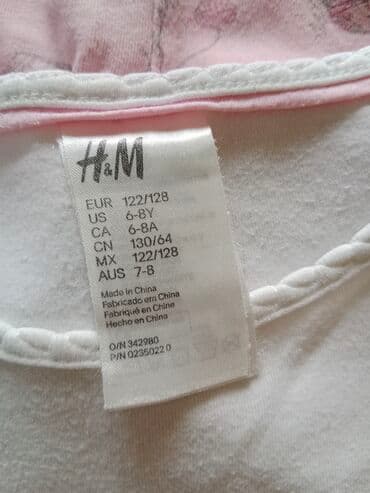 H&M
EUR 122/128
US 6-8Y
CA 6-8A
CN 130/64
MX 122/128
AUS 7-8
Made in China
Fabricado em China
Fabriqué en Chine
Hecho en China
O/N 342980
P/N 0235022 0